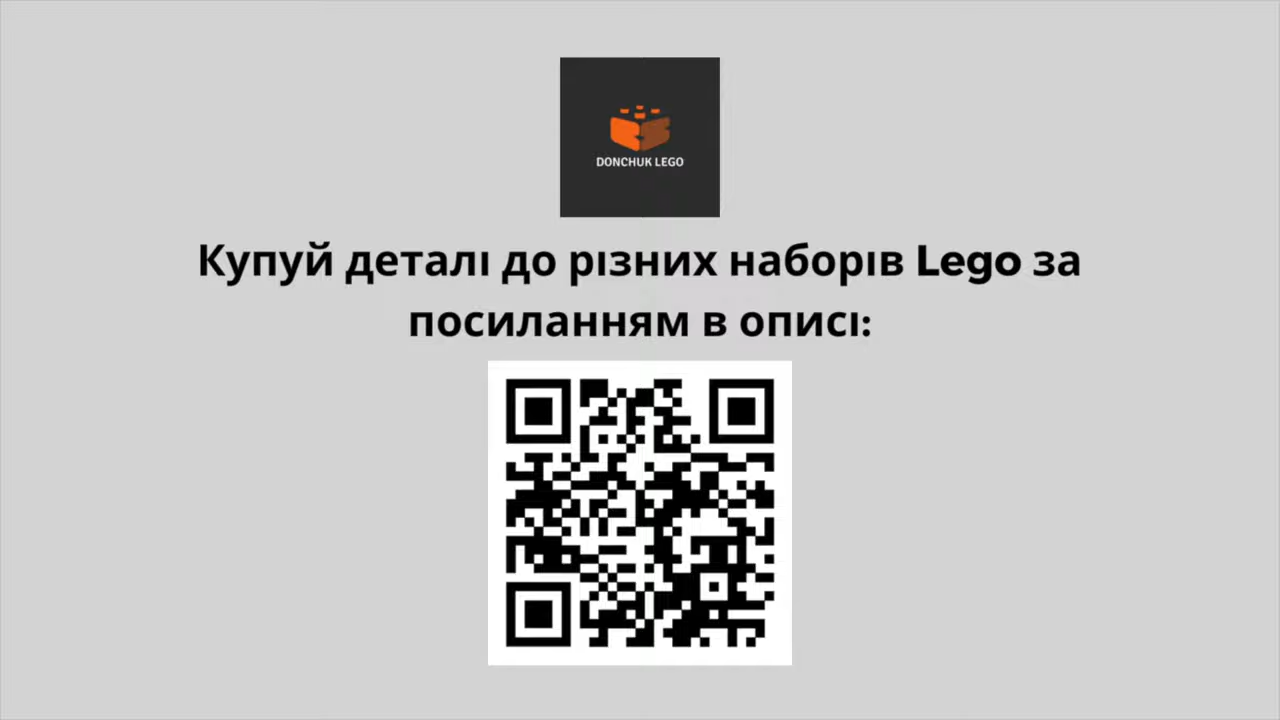 DONCHUK LEGO
Купуй деталі до різних наборів Lego за
посиланням в описі: